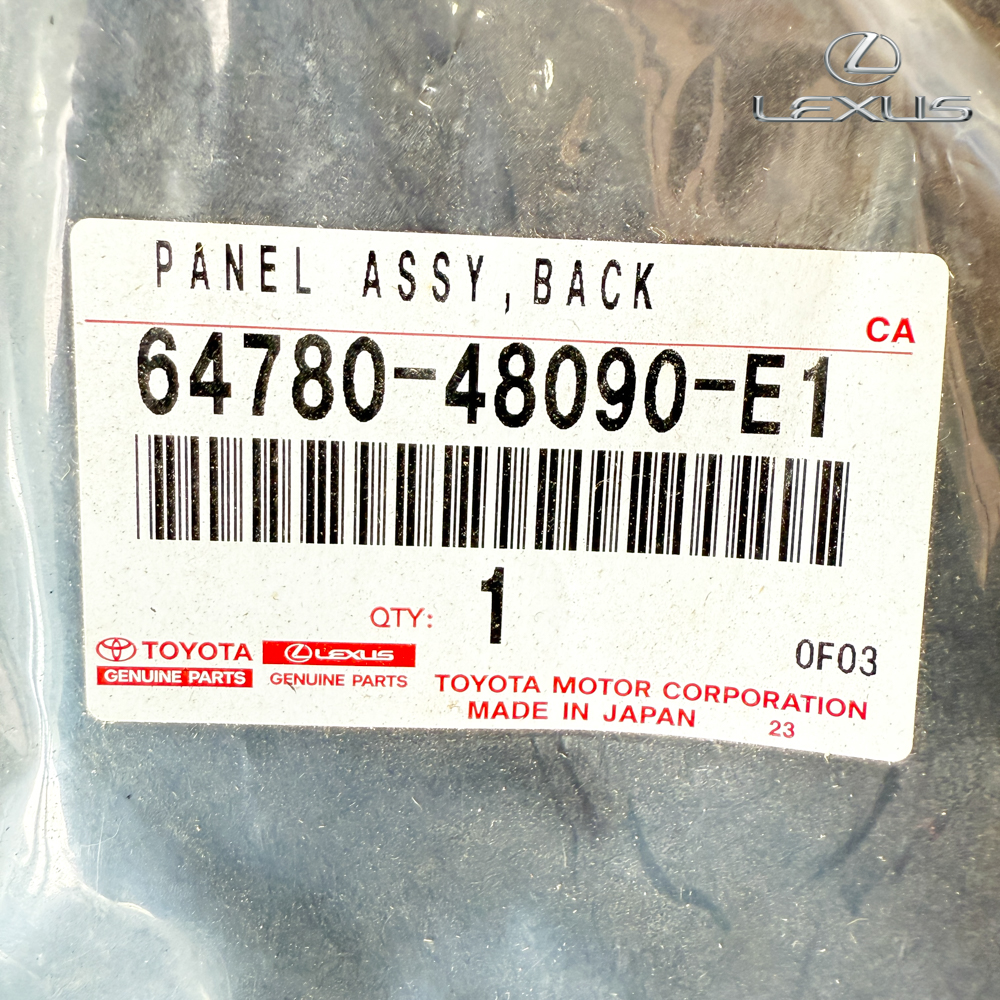 LEXUS
PANEL ASSY,BACK
CA
64780-48090-E1
QTY: 1
0F03
TOYOTA LEXUS
GENUINE PARTS GENUINE PARTS
TOYOTA MOTOR CORPORATION
MADE IN JAPAN 23